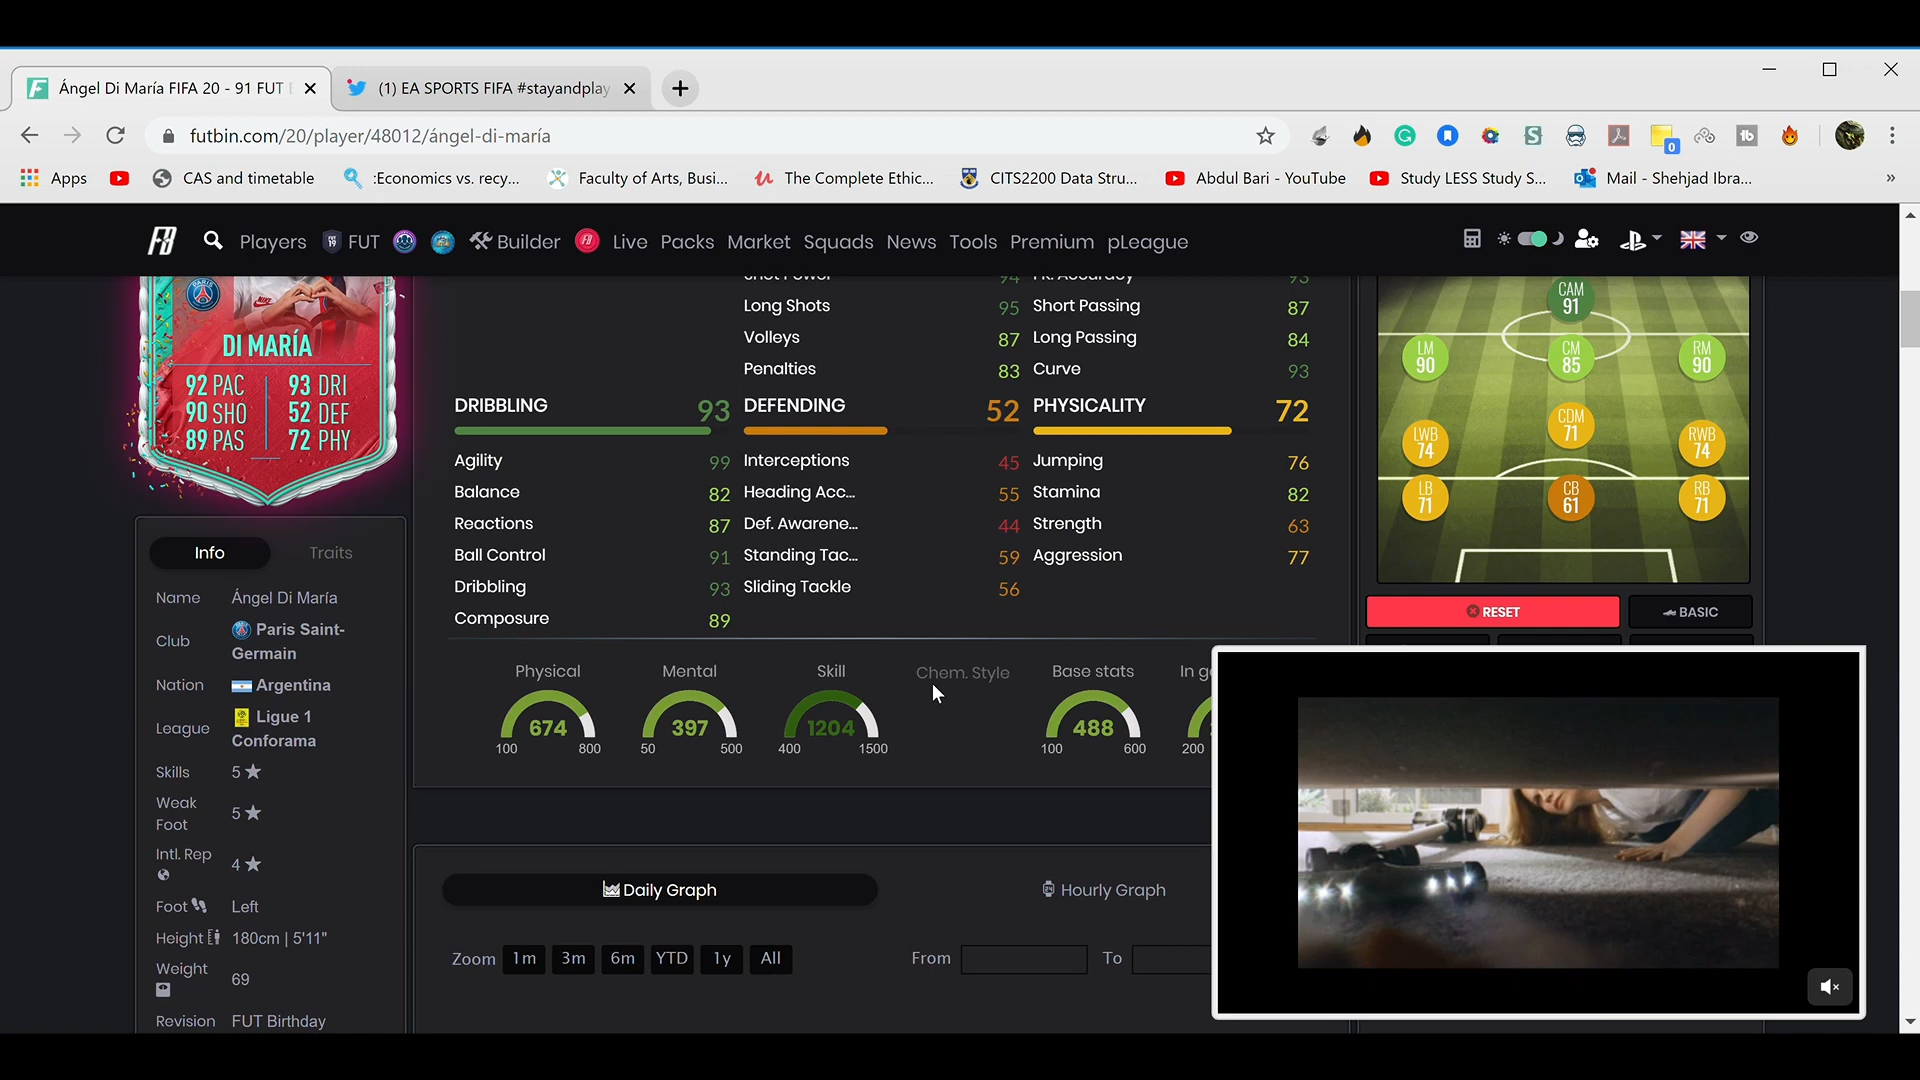 Ángel Di María FIFA 20 - 91 FUT
(1) EA SPORTS FIFA #stayandplay
futbin.com/20/player/48012/ángel-di-maría
0
Apps
CAS and timetable
:Economics vs. recy...
Faculty of Arts, Busi...
The Complete Ethic...
CITS2200 Data Stru...
Abdul Bari - YouTube
Study LESS Study S...
Mail - Shehjad Ibra...
»
Players
FUT
Builder
Live
Packs
Market
Squads
News
Tools
Premium
pLeague
PARIS
DI MARÍA
92 PAC 93 DRI
90 SHO 52 DEF
89 PAS 72 PHY
Shot Power 94
Long Shots 95
Volleys 87
Penalties 83
FK. Accuracy 93
Short Passing 87
Long Passing 84
Curve 93
DRIBBLING 93
Agility 99
Balance 82
Reactions 87
Ball Control 91
Dribbling 93
Composure 89
DEFENDING 52
Interceptions 45
Heading Acc... 55
Def. Awarene... 44
Standing Tac... 59
Sliding Tackle 56
PHYSICALITY 72
Jumping 76
Stamina 82
Strength 63
Aggression 77
CAM
91
LM
90
CM
85
RM
90
LWB
74
CDM
71
RWB
74
LB
71
CB
61
RB
71
RESET
BASIC
Info
Traits
Name Ángel Di María
Club Paris Saint-
Germain
Nation Argentina
League Ligue 1
Conforama
Skills 5
Weak
Foot 5
Intl. Rep 4
Foot Left
Height 180cm | 5'11"
Weight 69
Revision FUT Birthday
Physical
674
100 800
Mental
397
50 500
Skill
1204
400 1500
Chem. Style
Base stats
488
100 600
In g
200
Daily Graph
Hourly Graph
Zoom 1m 3m 6m YTD 1y All
From To